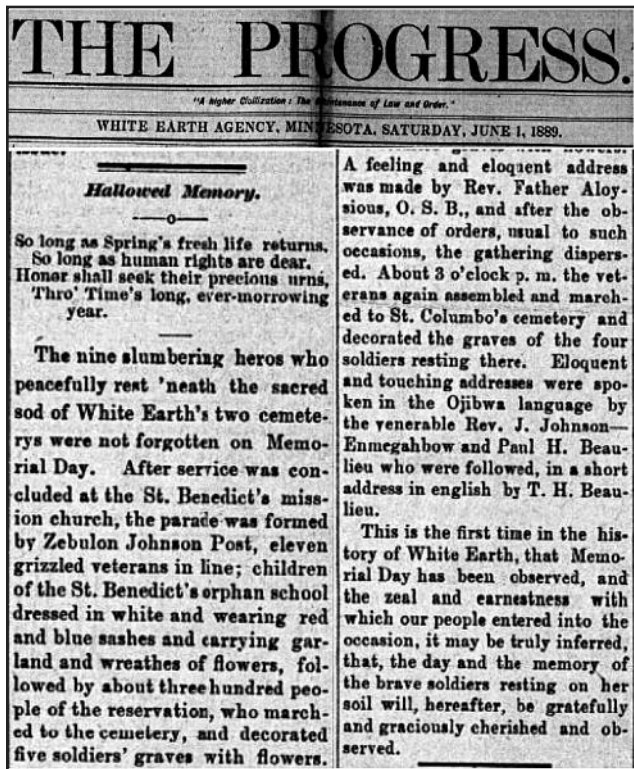 THE PROGRESS.
"A higher Civilization: The Maintenance of Law and Order."
WHITE EARTH AGENCY, MINNESOTA, SATURDAY, JUNE 1, 1889.
Hallowed Memory.
So long as Spring's fresh life returns,
So long as human rights are dear.
Honor shall seek their precious urns,
Thro' Time's long, ever-morrowing
year.
The nine slumbering heros who
peacefully rest 'neath the sacred
sod of White Earth's two cemete-
rys were not forgotten on Memo-
rial Day. After service was con-
cluded at the St. Benedict's miss-
ion church, the parade was formed
by Zebulon Johnson Post, eleven
grizzled veterans in line; children
of the St. Benedict's orphan school
dressed in white and wearing red
and blue sashes and carrying gar-
land and wreathes of flowers, fol-
lowed by about three hundred peo-
ple of the reservation, who march-
ed to the cemetery, and decorated
five soldiers' graves with flowers.
A feeling and eloquent address
was made by Rev. Father Aloy-
sious, O. S. B., and after the ob-
servance of orders, usual to such
occasions, the gathering dispers-
ed. About 3 o'clock p. m. the vet-
erans again assembled and march-
ed to St. Columbo's cemetery and
decorated the graves of the four
soldiers resting there. Eloquent
and touching addresses were spo-
ken in the Ojibwa language by
the venerable Rev. J. Johnson—
Enmegahbow and Paul H. Beau-
lieu who were followed, in a short
address in english by T. H. Beau-
lieu.
This is the first time in the his-
tory of White Earth, that Memo-
rial Day has been observed, and
the zeal and earnestness with
which our people entered into the
occasion, it may be truly inferred,
that, the day and the memory of
the brave soldiers resting on her
soil will, hereafter, be gratefully
and graciously cherished and ob-
served.